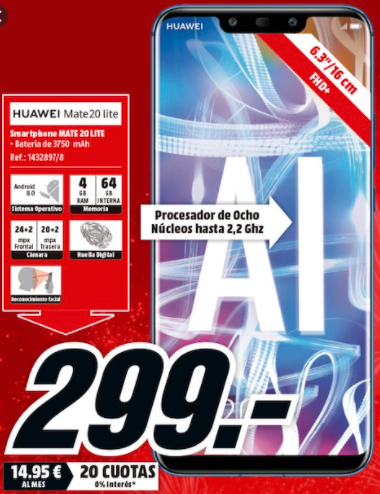 HUAWEI
6.3"/16 cm
FHD+
HUAWEI Mate20 lite
Smartphone MATE 20 LITE
- Batería de 3750 mAh
Ref.: 1432897/8
Android
8.0
Sistema Operativo
4
GB
RAM
64
GB
INTERNA
Memoria
24+2
mpx
Frontal
20+2
mpx
Trasera
Cámara
Huella Digital
Reconocimiento facial
AI
Procesador de Ocho
Núcleos hasta 2,2 Ghz
299.-
14.95 €
AL MES
20 CUOTAS
0% Interés*